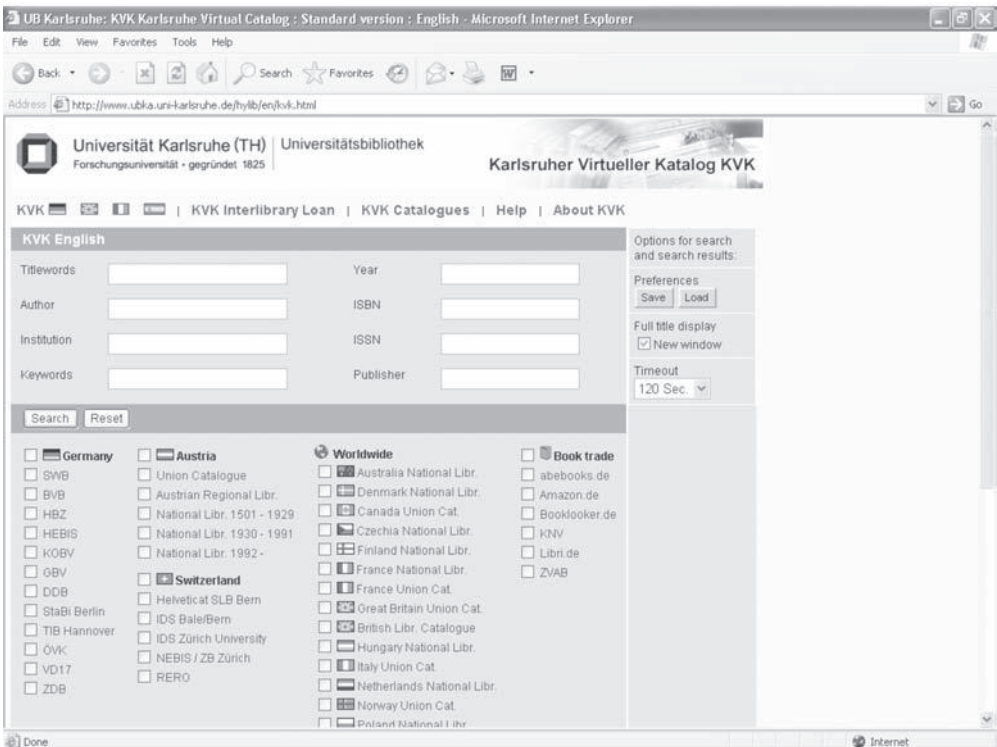 UB Karlsruhe: KVK Karlsruhe Virtual Catalog : Standard version : English - Microsoft Internet Explorer
File Edit View Favorites Tools Help
Back Search Favorites
Address http://www.ubka.uni-karlsruhe.de/hylib/en/kvk.html Go
Universität Karlsruhe (TH) Universitätsbibliothek
Forschungsuniversität - gegründet 1825
Karlsruher Virtueller Katalog KVK
KVK | KVK Interlibrary Loan | KVK Catalogues | Help | About KVK
KVK English
Titlewords Year
Author ISBN
Institution ISSN
Keywords Publisher
Options for search
and search results:
Preferences
Save Load
Full title display
New window
Timeout
120 Sec.
Search Reset
Germany
SWB
BVB
HBZ
HEBIS
KOBV
GBV
DDB
StaBi Berlin
TIB Hannover
ÖVK
VD17
ZDB
Austria
Union Catalogue
Austrian Regional Libr.
National Libr. 1501 - 1929
National Libr. 1930 - 1991
National Libr. 1992 -
Switzerland
Helveticat SLB Bern
IDS Bale/Bern
IDS Zürich University
NEBIS / ZB Zürich
RERO
Worldwide
Australia National Libr.
Denmark National Libr.
Canada Union Cat.
Czechia National Libr.
Finland National Libr.
France National Libr.
France Union Cat.
Great Britain Union Cat.
British Libr. Catalogue
Hungary National Libr.
Italy Union Cat.
Netherlands National Libr.
Norway Union Cat.
Poland National Libr.
Book trade
abebooks.de
Amazon.de
Booklooker.de
KNV
Libri.de
ZVAB
Done Internet